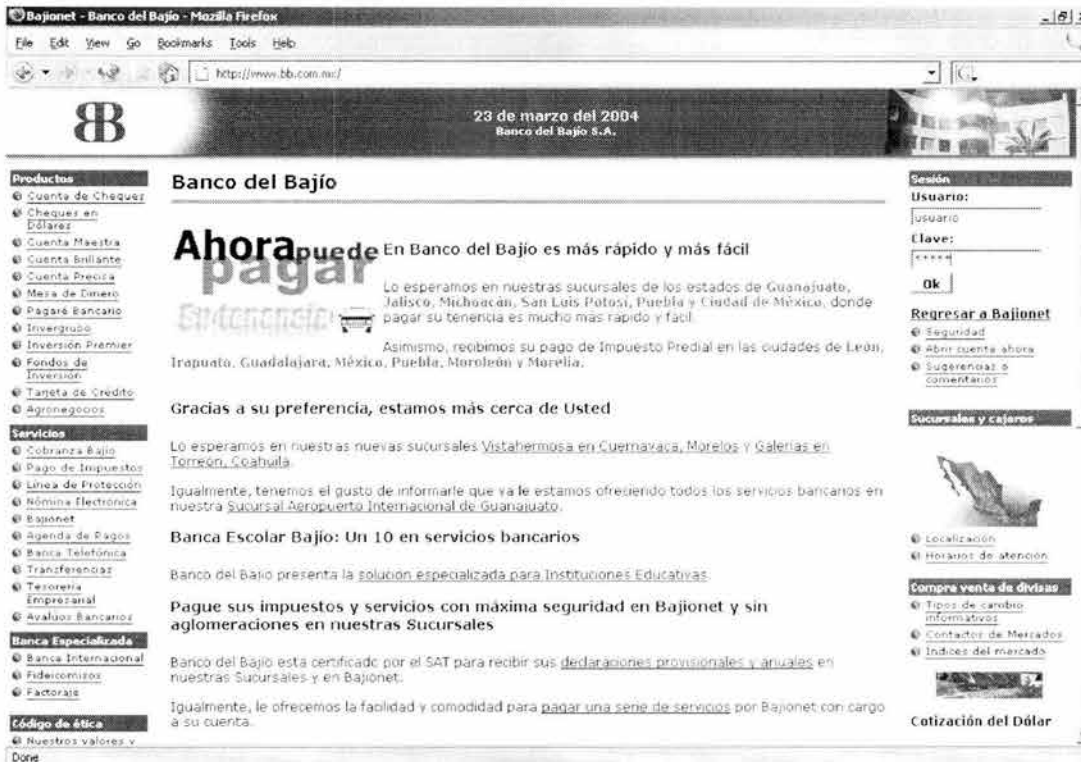 Bajionet - Banco del Bajío - Mozilla Firefox
File Edit View Go Bookmarks Tools Help
http://www.bb.com.mx/
BB
23 de marzo del 2004
Banco del Bajío S.A.
Productos
Cuenta de Cheques
Cheques en
Dólares
Cuenta Maestra
Cuenta Brillante
Cuenta Precisa
Mesa de Dinero
Pagaré Bancario
Invergrupo
Inversión Premier
Fondos de
Inversión
Tarjeta de Crédito
Agronegocios
Servicios
Cobranza Bajío
Pago de Impuestos
Línea de Protección
Nómina Electrónica
Bajionet
Agenda de Pagos
Banca Telefónica
Transferencias
Tesorería
Empresarial
Avalúos Bancarios
Banca Especializada
Banca Internacional
Fideicomisos
Factoraje
Código de ética
Nuestros valores y
Banco del Bajío
Ahora puede
pagar
Su tenencia
En Banco del Bajío es más rápido y más fácil
Lo esperamos en nuestras sucursales de los estados de Guanajuato,
Jalisco, Michoacán, San Luis Potosí, Puebla y Ciudad de México, donde
pagar su tenencia es mucho más rápido y fácil.
Asimismo, recibimos su pago de Impuesto Predial en las ciudades de León,
Irapuato, Guadalajara, México, Puebla, Moroleón y Morelia.
Gracias a su preferencia, estamos más cerca de Usted
Lo esperamos en nuestras nuevas sucursales Vistahermosa en Cuernavaca, Morelos y Galerías en
Torreón, Coahuila.
Igualmente, tenemos el gusto de informarle que ya le estamos ofreciendo todos los servicios bancarios en
nuestra Sucursal Aeropuerto Internacional de Guanajuato.
Banca Escolar Bajío: Un 10 en servicios bancarios
Banco del Bajío presenta la solución especializada para Instituciones Educativas.
Pague sus impuestos y servicios con máxima seguridad en Bajionet y sin
aglomeraciones en nuestras Sucursales
Banco del Bajío esta certificado por el SAT para recibir sus declaraciones provisionales y anuales en
nuestras Sucursales y en Bajionet.
Igualmente, le ofrecemos la facilidad y comodidad para pagar una serie de servicios por Bajionet con cargo
a su cuenta.
Sesión
Usuario:
usuario
Clave:
*****
Ok
Regresar a Bajionet
Seguridad
Abrir cuenta ahora
Sugerencias o
comentarios
Sucursales y cajeros
Localización
Horarios de atención
Compra venta de divisas
Tipos de cambio
informativos
Contactos de Mercados
Indices del mercado
Cotización del Dólar
Done